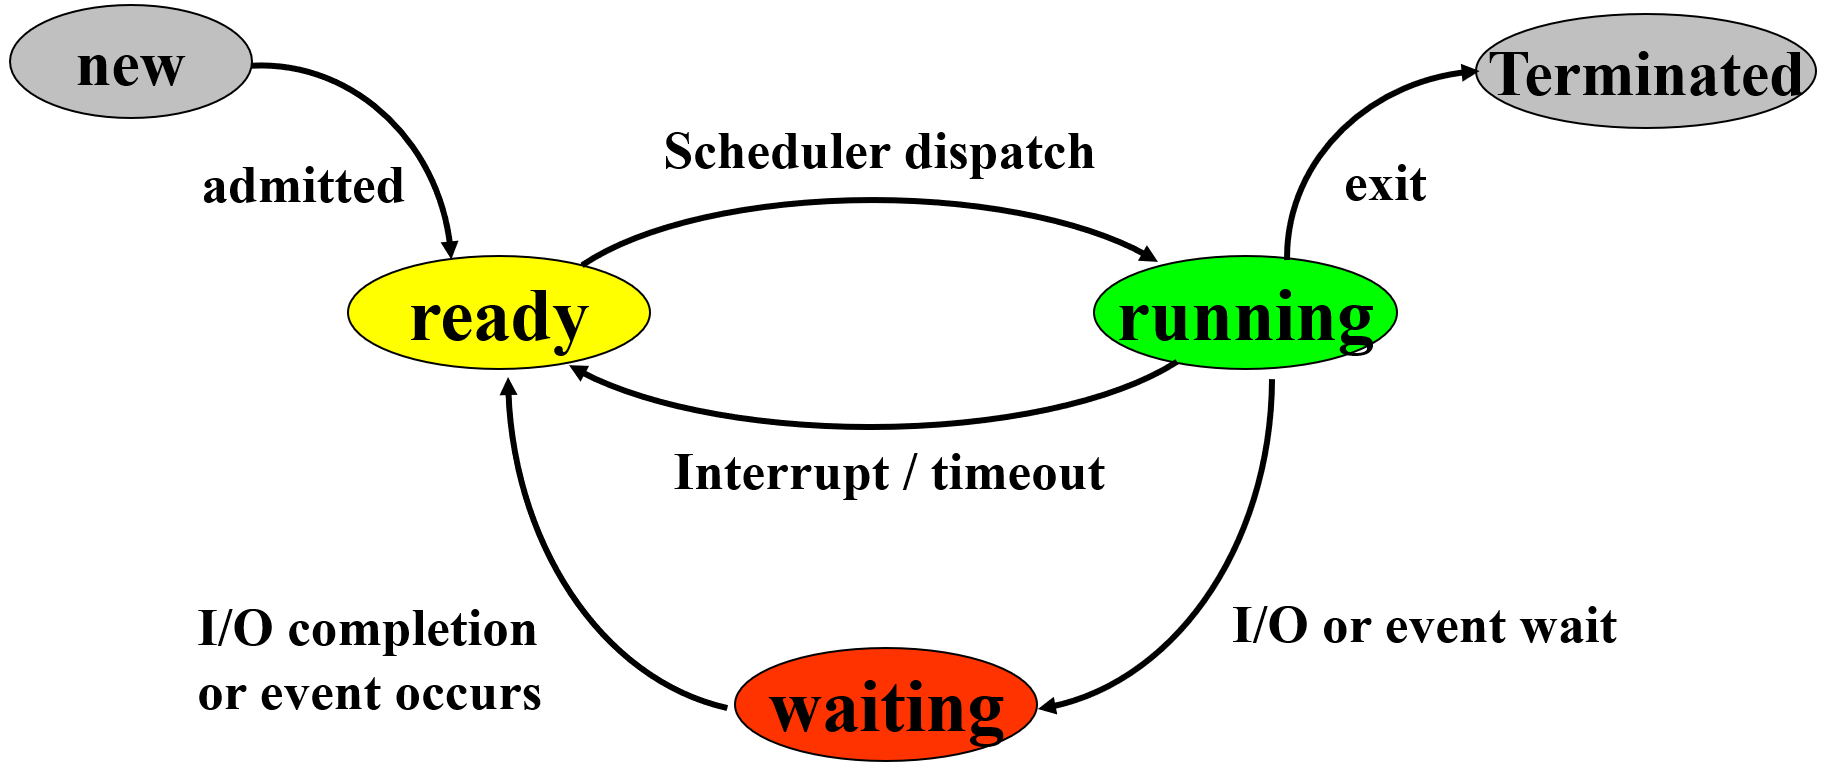 new
Terminated
Scheduler dispatch
admitted
exit
ready
running
Interrupt / timeout
I/O completion
or event occurs
I/O or event wait
waiting